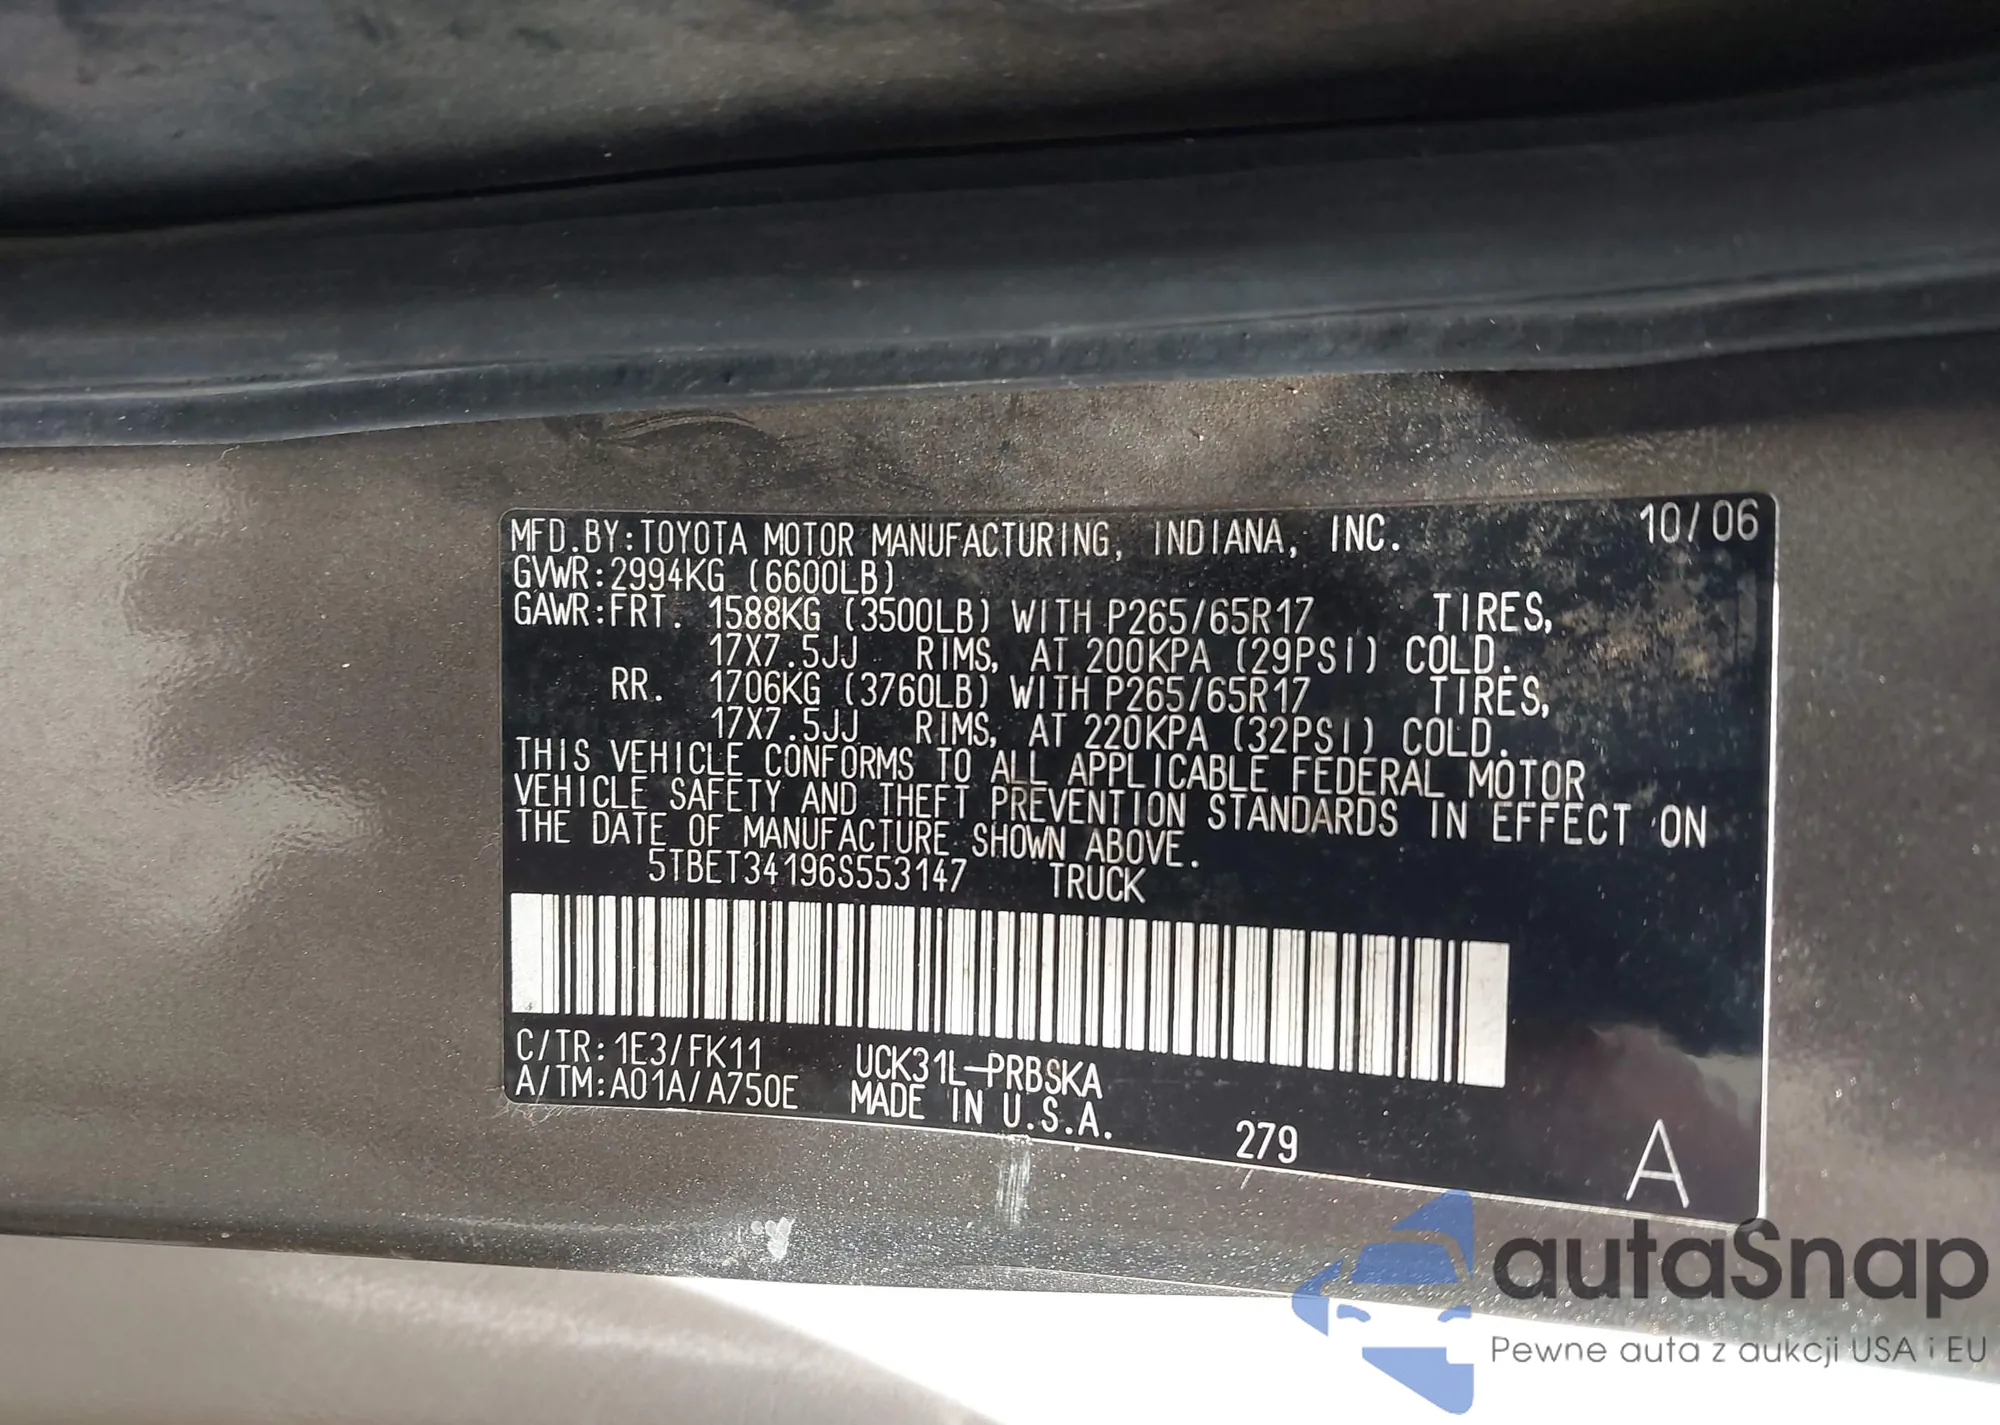 MFD.BY:TOYOTA MOTOR MANUFACTURING, INDIANA, INC. 10/06
GVWR:2994KG (6600LB)
GAWR:FRT. 1588KG (3500LB) WITH P265/65R17 TIRES,
17X7.5JJ RIMS, AT 200KPA (29PSI) COLD.
RR. 1706KG (3760LB) WITH P265/65R17 TIRES,
17X7.5JJ RIMS, AT 220KPA (32PSI) COLD.
THIS VEHICLE CONFORMS TO ALL APPLICABLE FEDERAL MOTOR
VEHICLE SAFETY AND THEFT PREVENTION STANDARDS IN EFFECT ON
THE DATE OF MANUFACTURE SHOWN ABOVE.
5TBET34196S553147 TRUCK
C/TR:1E3/FK11 UCK31L-PRBSKA
A/TM:A01A/A750E MADE IN U.S.A.
279
A
autaSnap
Pewne auta z aukcji USA i EU